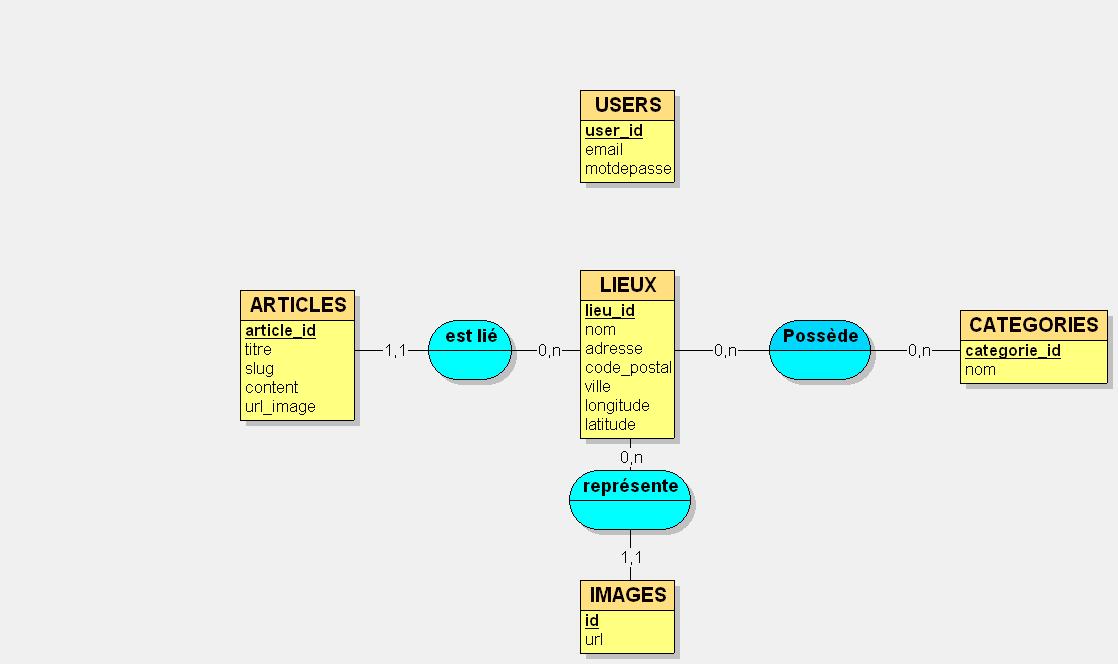 USERS
user_id
email
motdepasse
ARTICLES
article_id
titre
slug
content
url_image
1,1
est lié
0,n
LIEUX
lieu_id
nom
adresse
code_postal
ville
longitude
latitude
0,n
Possède
0,n
CATEGORIES
categorie_id
nom
0,n
représente
1,1
IMAGES
id
url